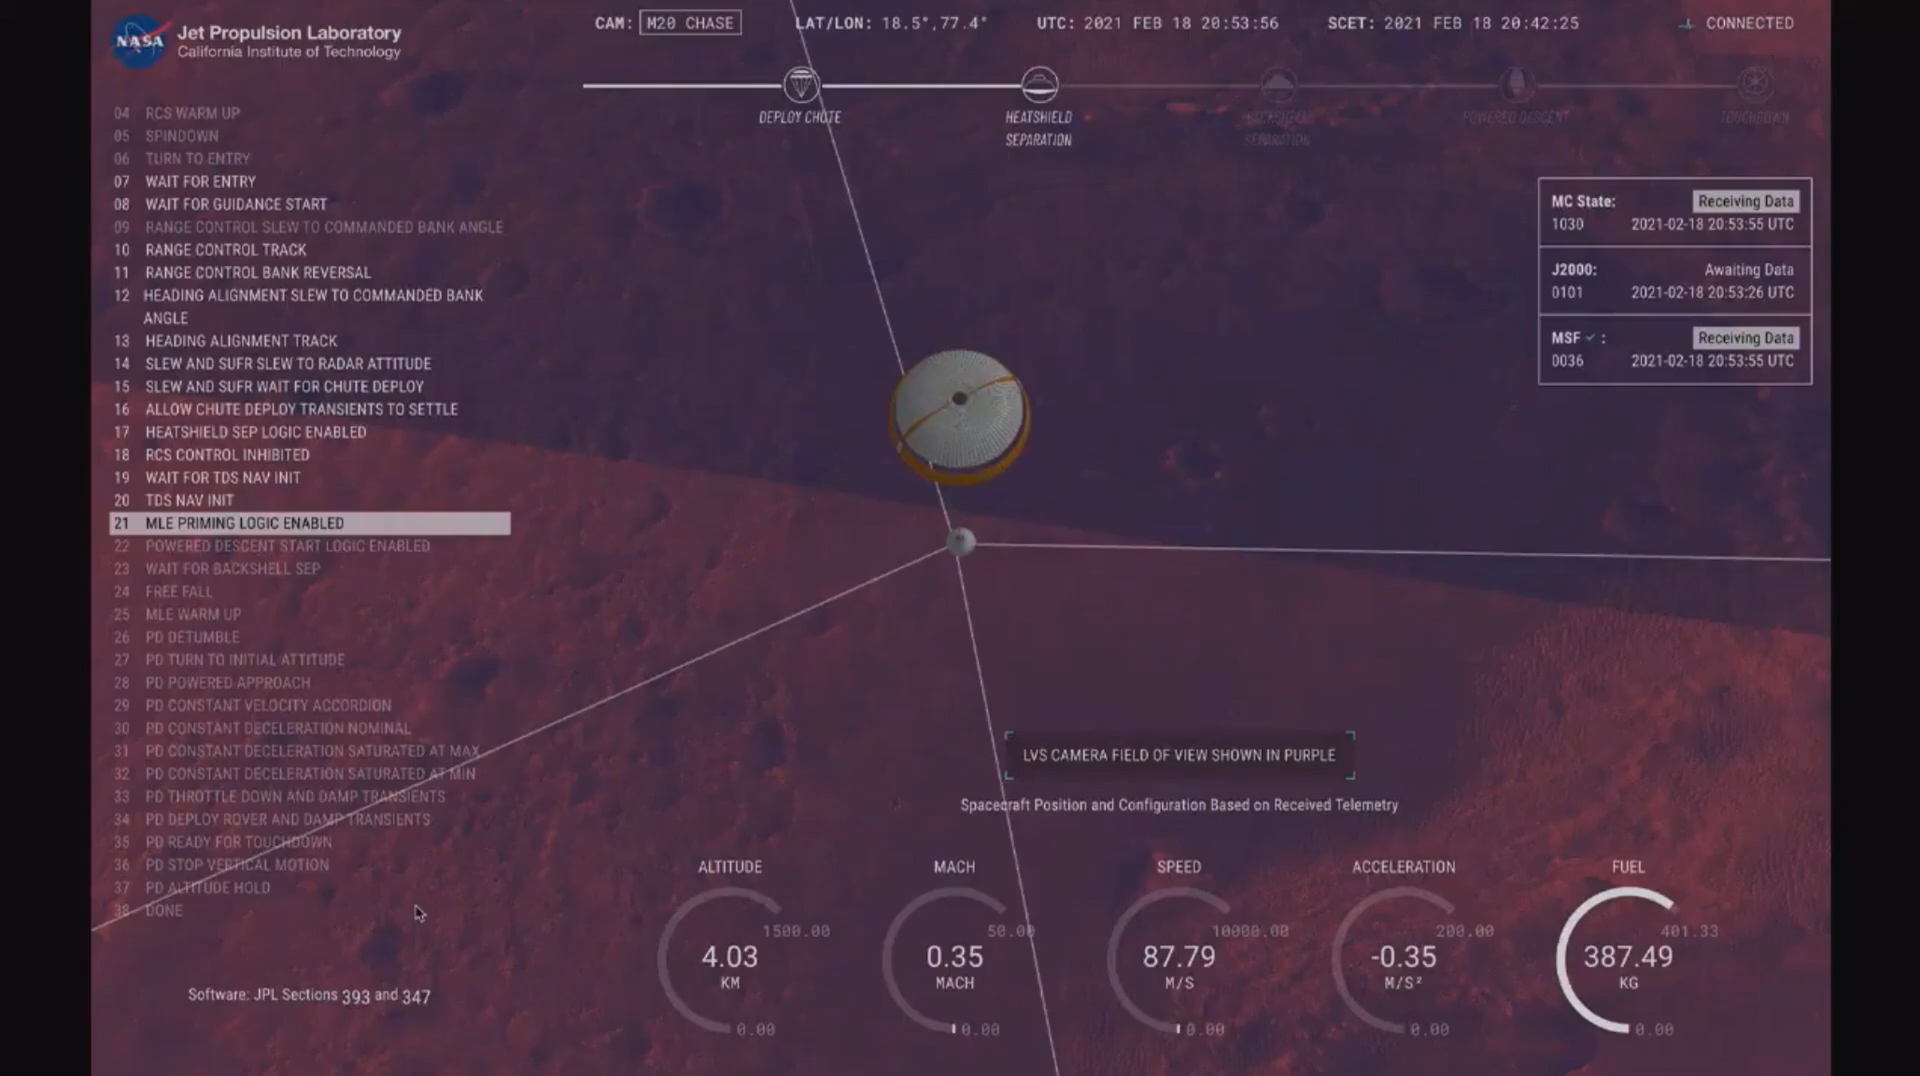 NASA
Jet Propulsion Laboratory
California Institute of Technology
CAM: M20 CHASE LAT/LON: 18.5°,77.4° UTC: 2021 FEB 18 20:53:56 SCET: 2021 FEB 18 20:42:25 CONNECTED
DEPLOY CHUTE
HEATSHIELD
SEPARATION
BACKSHELL
SEPARATION
POWERED DESCENT
TOUCHDOWN
04 RCS WARM UP
05 SPINDOWN
06 TURN TO ENTRY
07 WAIT FOR ENTRY
08 WAIT FOR GUIDANCE START
09 RANGE CONTROL SLEW TO COMMANDED BANK ANGLE
10 RANGE CONTROL TRACK
11 RANGE CONTROL BANK REVERSAL
12 HEADING ALIGNMENT SLEW TO COMMANDED BANK
ANGLE
13 HEADING ALIGNMENT TRACK
14 SLEW AND SUFR SLEW TO RADAR ATTITUDE
15 SLEW AND SUFR WAIT FOR CHUTE DEPLOY
16 ALLOW CHUTE DEPLOY TRANSIENTS TO SETTLE
17 HEATSHIELD SEP LOGIC ENABLED
18 RCS CONTROL INHIBITED
19 WAIT FOR TDS NAV INIT
20 TDS NAV INIT
21 MLE PRIMING LOGIC ENABLED
22 POWERED DESCENT START LOGIC ENABLED
23 WAIT FOR BACKSHELL SEP
24 FREE FALL
25 MLE WARM UP
26 PD DETUMBLE
27 PD TURN TO INITIAL ATTITUDE
28 PD POWERED APPROACH
29 PD CONSTANT VELOCITY ACCORDION
30 PD CONSTANT DECELERATION NOMINAL
31 PD CONSTANT DECELERATION SATURATED AT MAX
32 PD CONSTANT DECELERATION SATURATED AT MIN
33 PD THROTTLE DOWN AND DAMP TRANSIENTS
34 PD DEPLOY ROVER AND DAMP TRANSIENTS
35 PD READY FOR TOUCHDOWN
36 PD STOP VERTICAL MOTION
37 PD ALTITUDE HOLD
38 DONE
Software: JPL Sections 393 and 347
MC State: Receiving Data
1030 2021-02-18 20:53:55 UTC
J2000: Awaiting Data
0101 2021-02-18 20:53:26 UTC
MSF ✓ : Receiving Data
0036 2021-02-18 20:53:55 UTC
LVS CAMERA FIELD OF VIEW SHOWN IN PURPLE
Spacecraft Position and Configuration Based on Received Telemetry
ALTITUDE
1500.00
4.03
KM
0.00
MACH
50.00
0.35
MACH
0.00
SPEED
10000.00
87.79
M/S
0.00
ACCELERATION
200.00
-0.35
M/S²
0.00
FUEL
401.33
387.49
KG
0.00